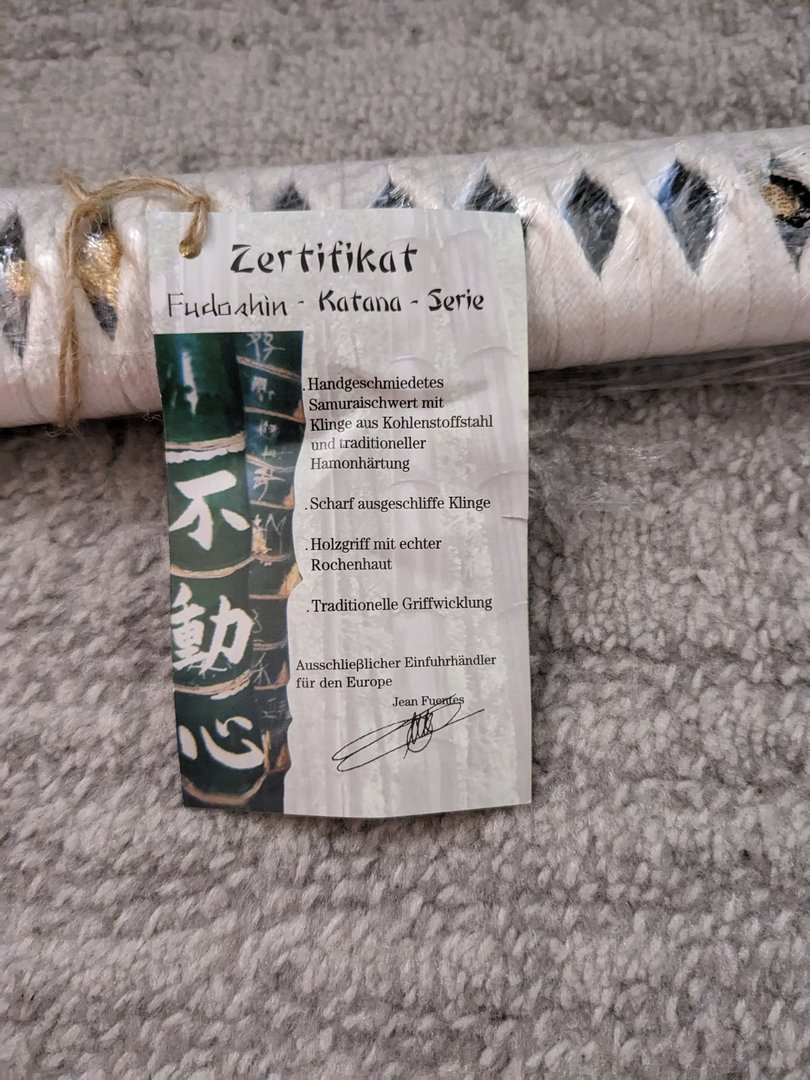 Zertifikat
Fudoshin - Katana - Serie
.Handgeschmiedetes
Samuraischwert mit
Klinge aus Kohlenstoffstahl
und traditioneller
Hamonhärtung
.Scharf ausgeschliffe Klinge
.Holzgriff mit echter
Rochenhaut
.Traditionelle Griffwicklung
Ausschließlicher Einfuhrhändler
für den Europe
Jean Fuentes
不
動
心